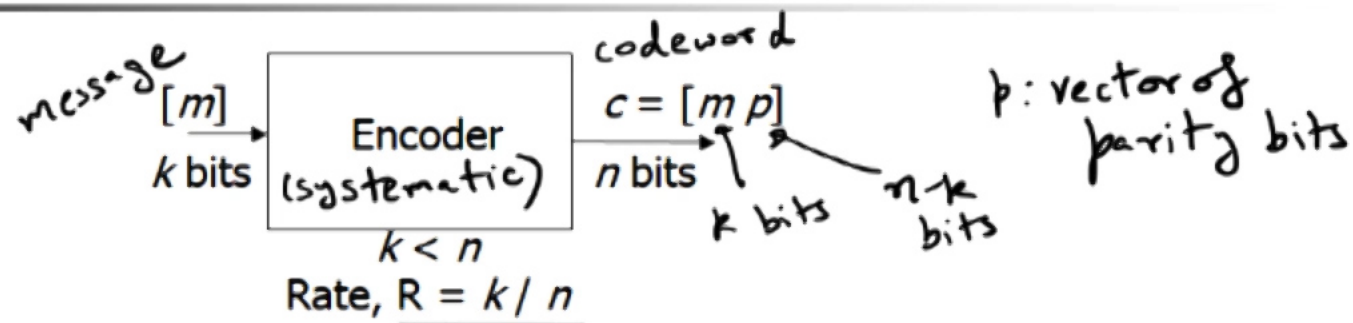 message
[m]
k bits
Encoder
(systematic)
k < n
Rate, R = k / n
codeword
c = [m p]
n bits
k bits
n-k
bits
p: vector of
parity bits